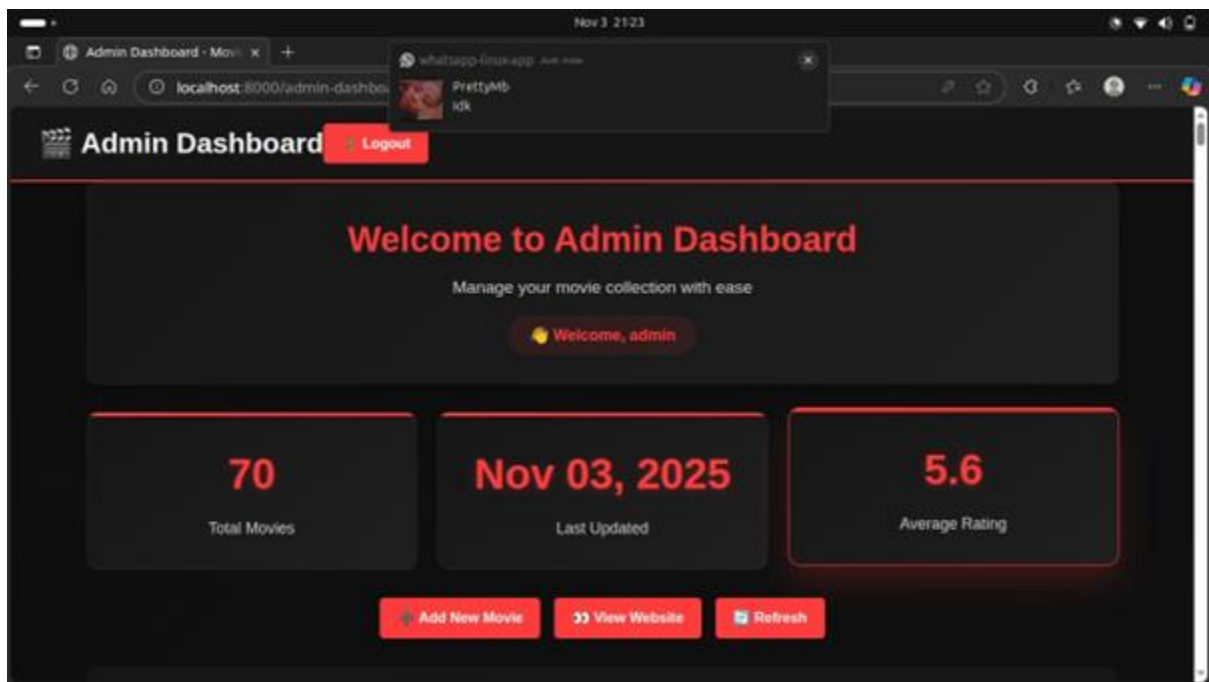 Nov 3 21:23
Admin Dashboard - Movi
whatsapp-linux-app Just now
PrettyMb
idk
localhost:8000/admin-dashbo
Admin Dashboard
Logout
Welcome to Admin Dashboard
Manage your movie collection with ease
Welcome, admin
70
Nov 03, 2025
5.6
Total Movies
Last Updated
Average Rating
Add New Movie
View Website
Refresh